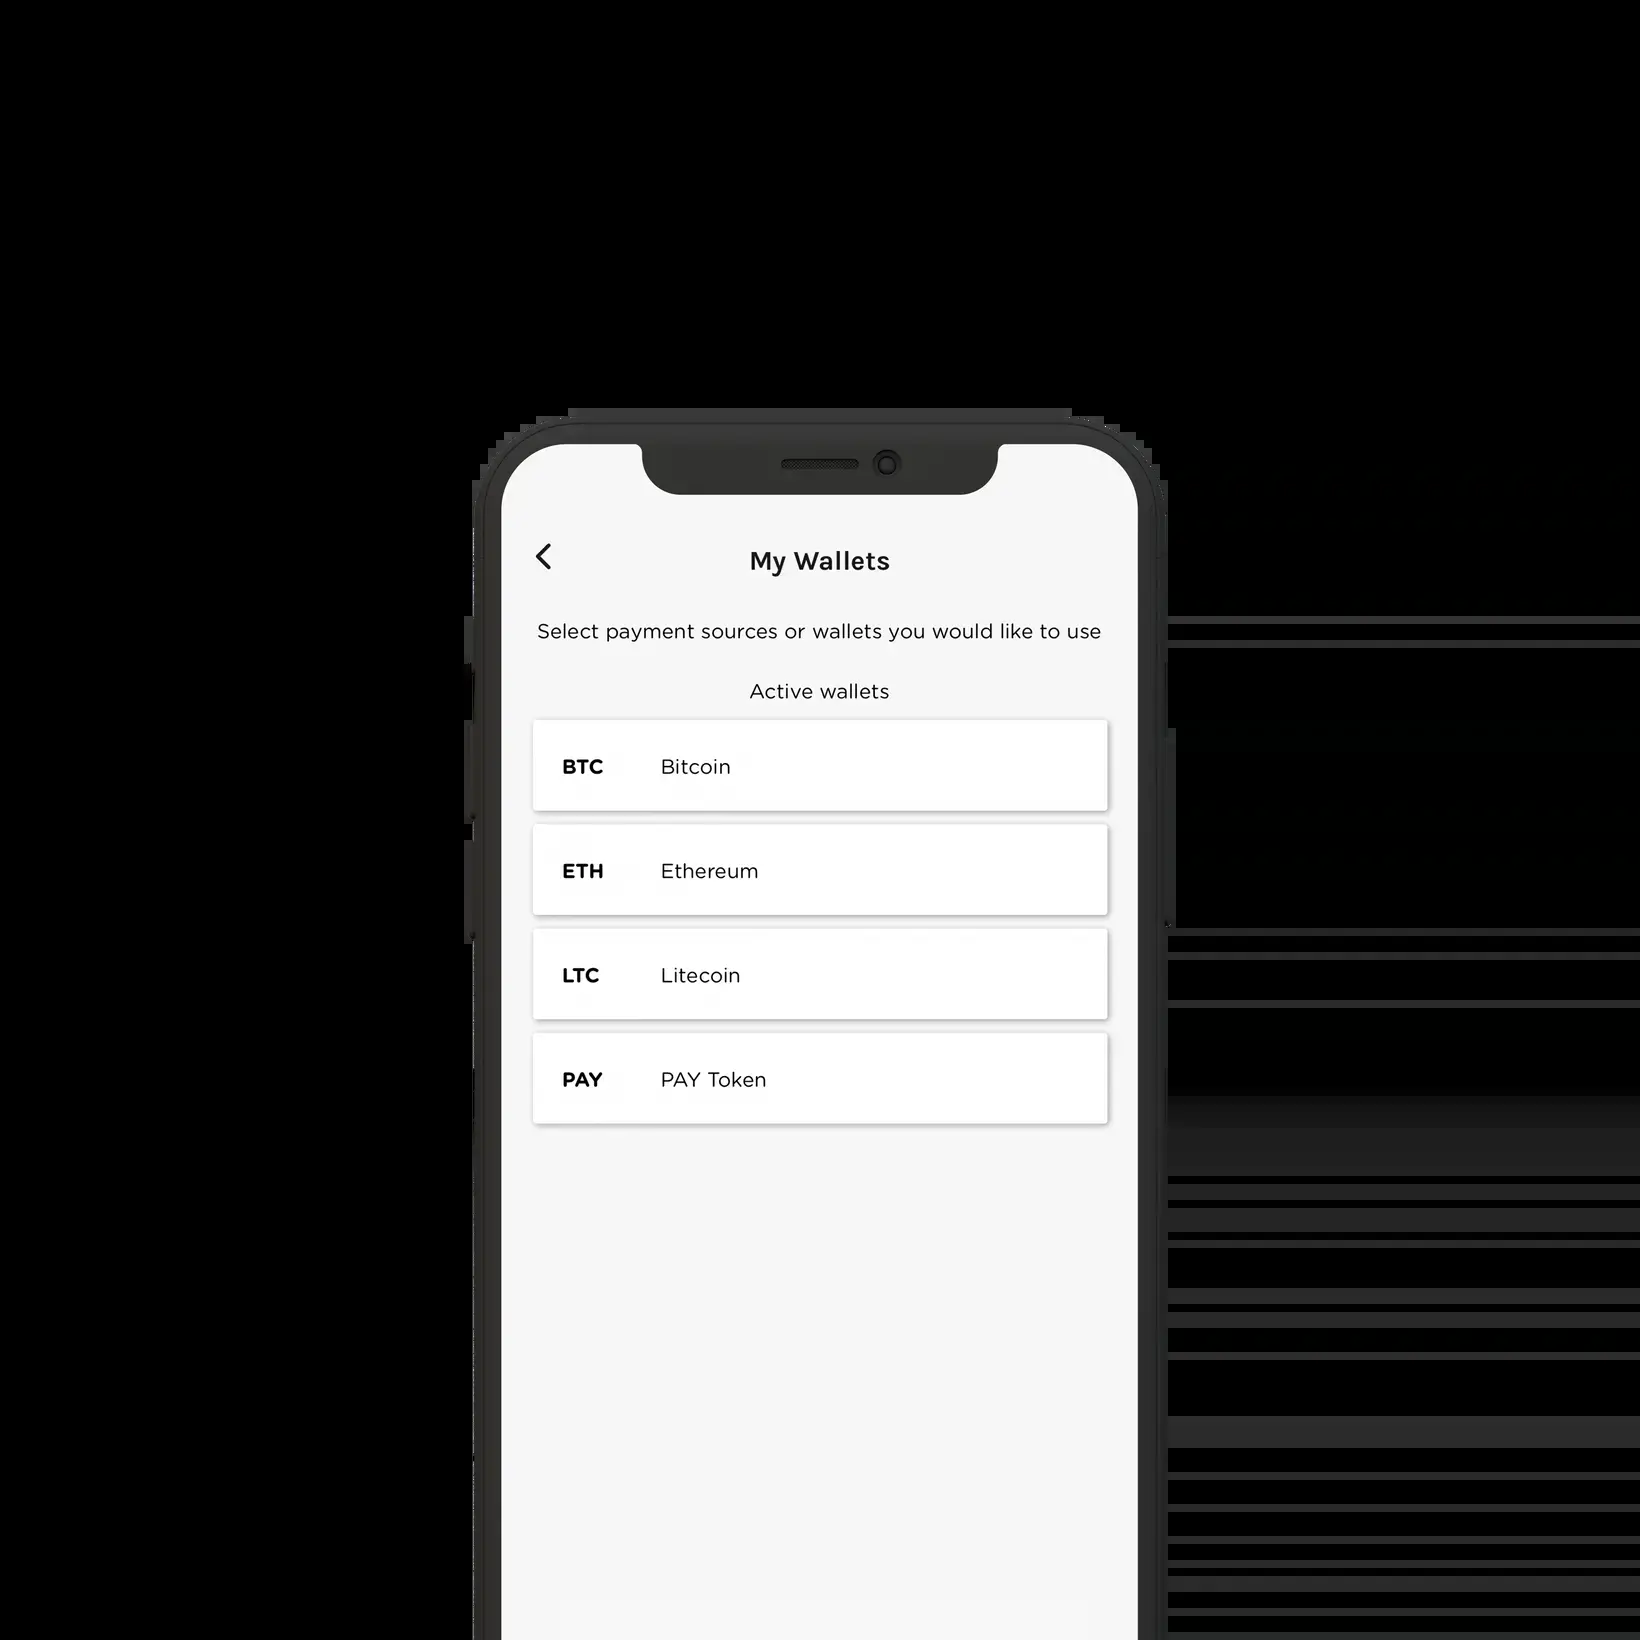 My Wallets
Select payment sources or wallets you would like to use
Active wallets
BTC Bitcoin
ETH Ethereum
LTC Litecoin
PAY PAY Token